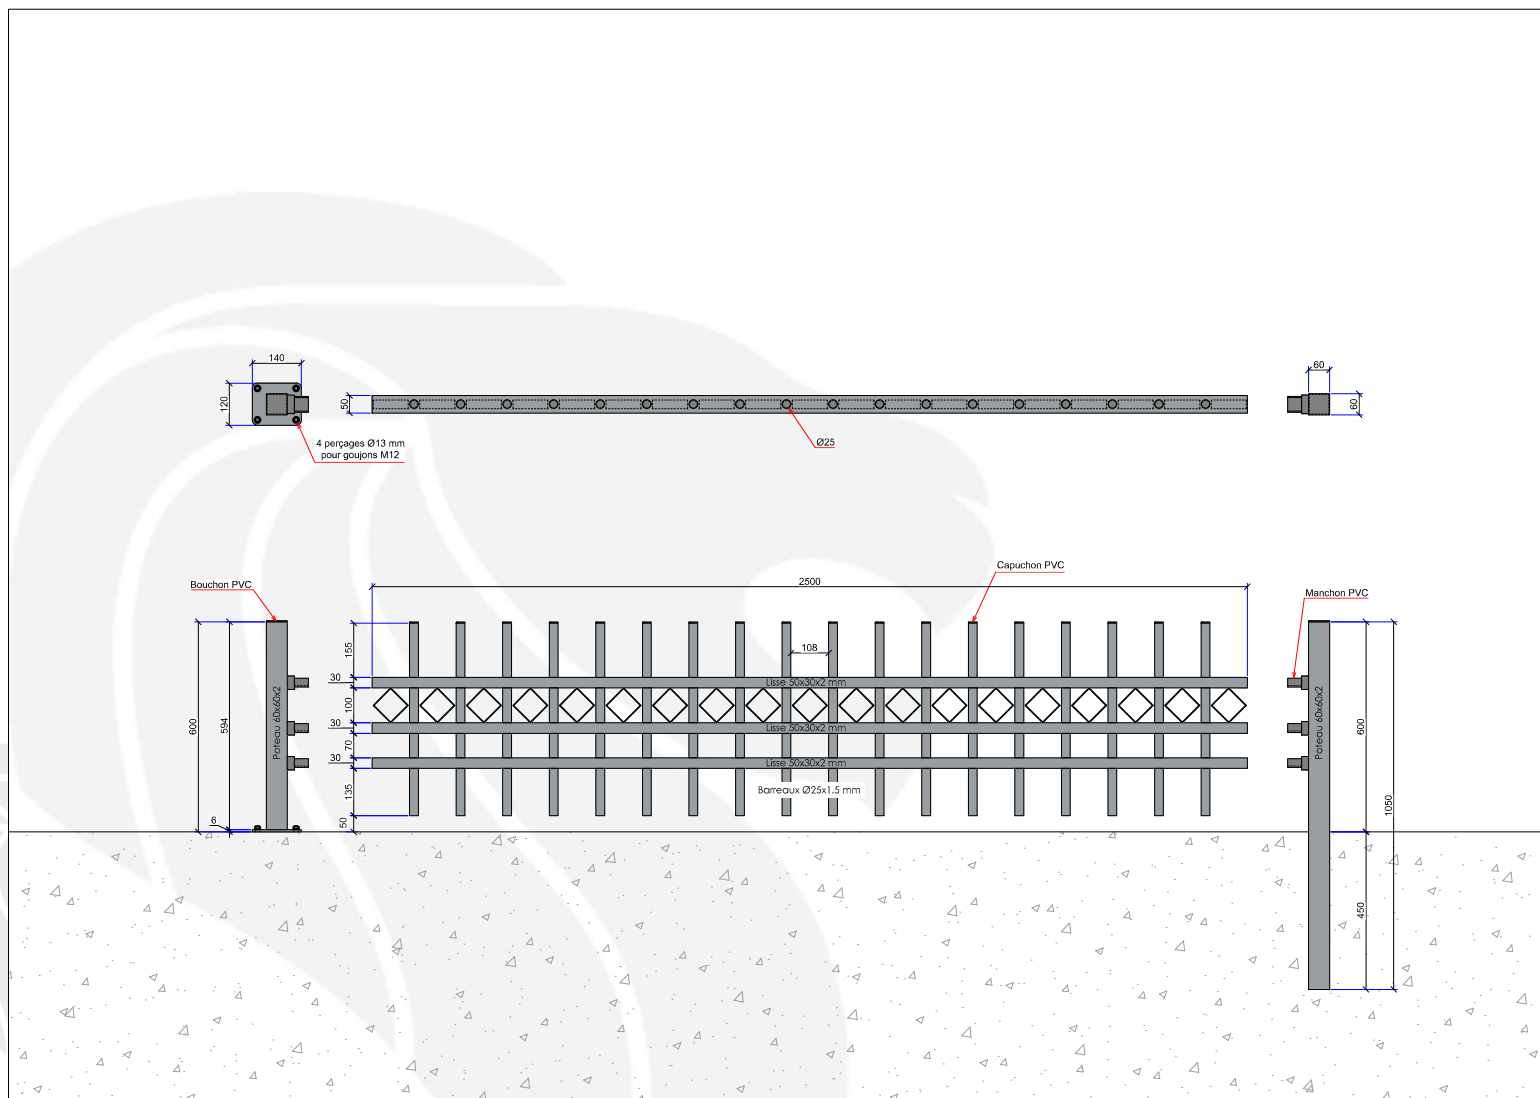 140
60
120
50
60
4 perçages Ø13 mm
pour goujons M12
Ø25
Bouchon PVC
2500
Capuchon PVC
Manchon PVC
155
108
30
Lisse 50x30x2 mm
100
30
Lisse 50x30x2 mm
70
30
Lisse 50x30x2 mm
135
Barreaux Ø25x1.5 mm
50
600
594
6
Poteau 60x60x2
Poteau 60x60x2
600
1050
450